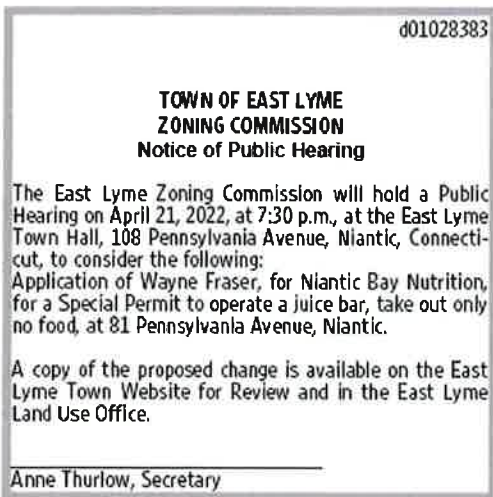 d01028383
TOWN OF EAST LYME
ZONING COMMISSION
Notice of Public Hearing
The East Lyme Zoning Commission will hold a Public
Hearing on April 21, 2022, at 7:30 p.m., at the East Lyme
Town Hall, 108 Pennsylvania Avenue, Niantic, Connecti-
cut, to consider the following:
Application of Wayne Fraser, for Niantic Bay Nutrition,
for a Special Permit to operate a juice bar, take out only
no food, at 81 Pennsylvania Avenue, Niantic.
A copy of the proposed change is available on the East
Lyme Town Website for Review and in the East Lyme
Land Use Office.
Anne Thurlow, Secretary